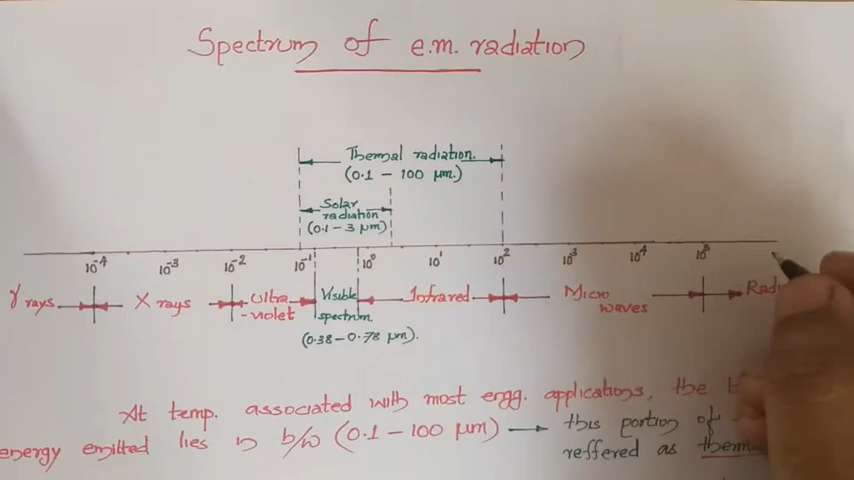 Spectrum of e.m. radiation
Thermal radiation.
(0.1 - 100 μm.)
Solar
radiation
(0.1 - 3 μm)
10⁻⁴ 10⁻³ 10⁻² 10⁻¹ 10⁰ 10¹ 10² 10³ 10⁴ 10⁵
γ rays X rays Ultra Visible Infrared Micro
-violet spectrum. waves
(0.38 - 0.78 μm).
At temp. associated with most engg. applications, the
energy emitted lies in b/w (0.1 - 100 μm) → this portion of
reffered as